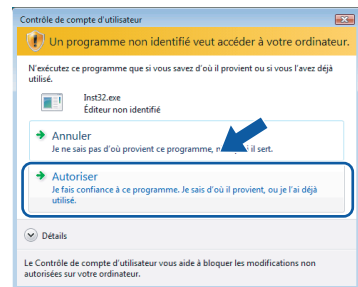 Contrôle de compte d'utilisateur
Un programme non identifié veut accéder à votre ordinateur.
N'exécutez ce programme que si vous savez d'où il provient ou si vous l'avez déjà
utilisé.
Inst32.exe
Éditeur non identifié
Annuler
Je ne sais pas d'où provient ce programme, il sert.
Autoriser
Je fais confiance à ce programme. Je sais d'où il provient, ou je l'ai déjà
utilisé.
Détails
Le Contrôle de compte d'utilisateur vous aide à bloquer les modifications non
autorisées sur votre ordinateur.